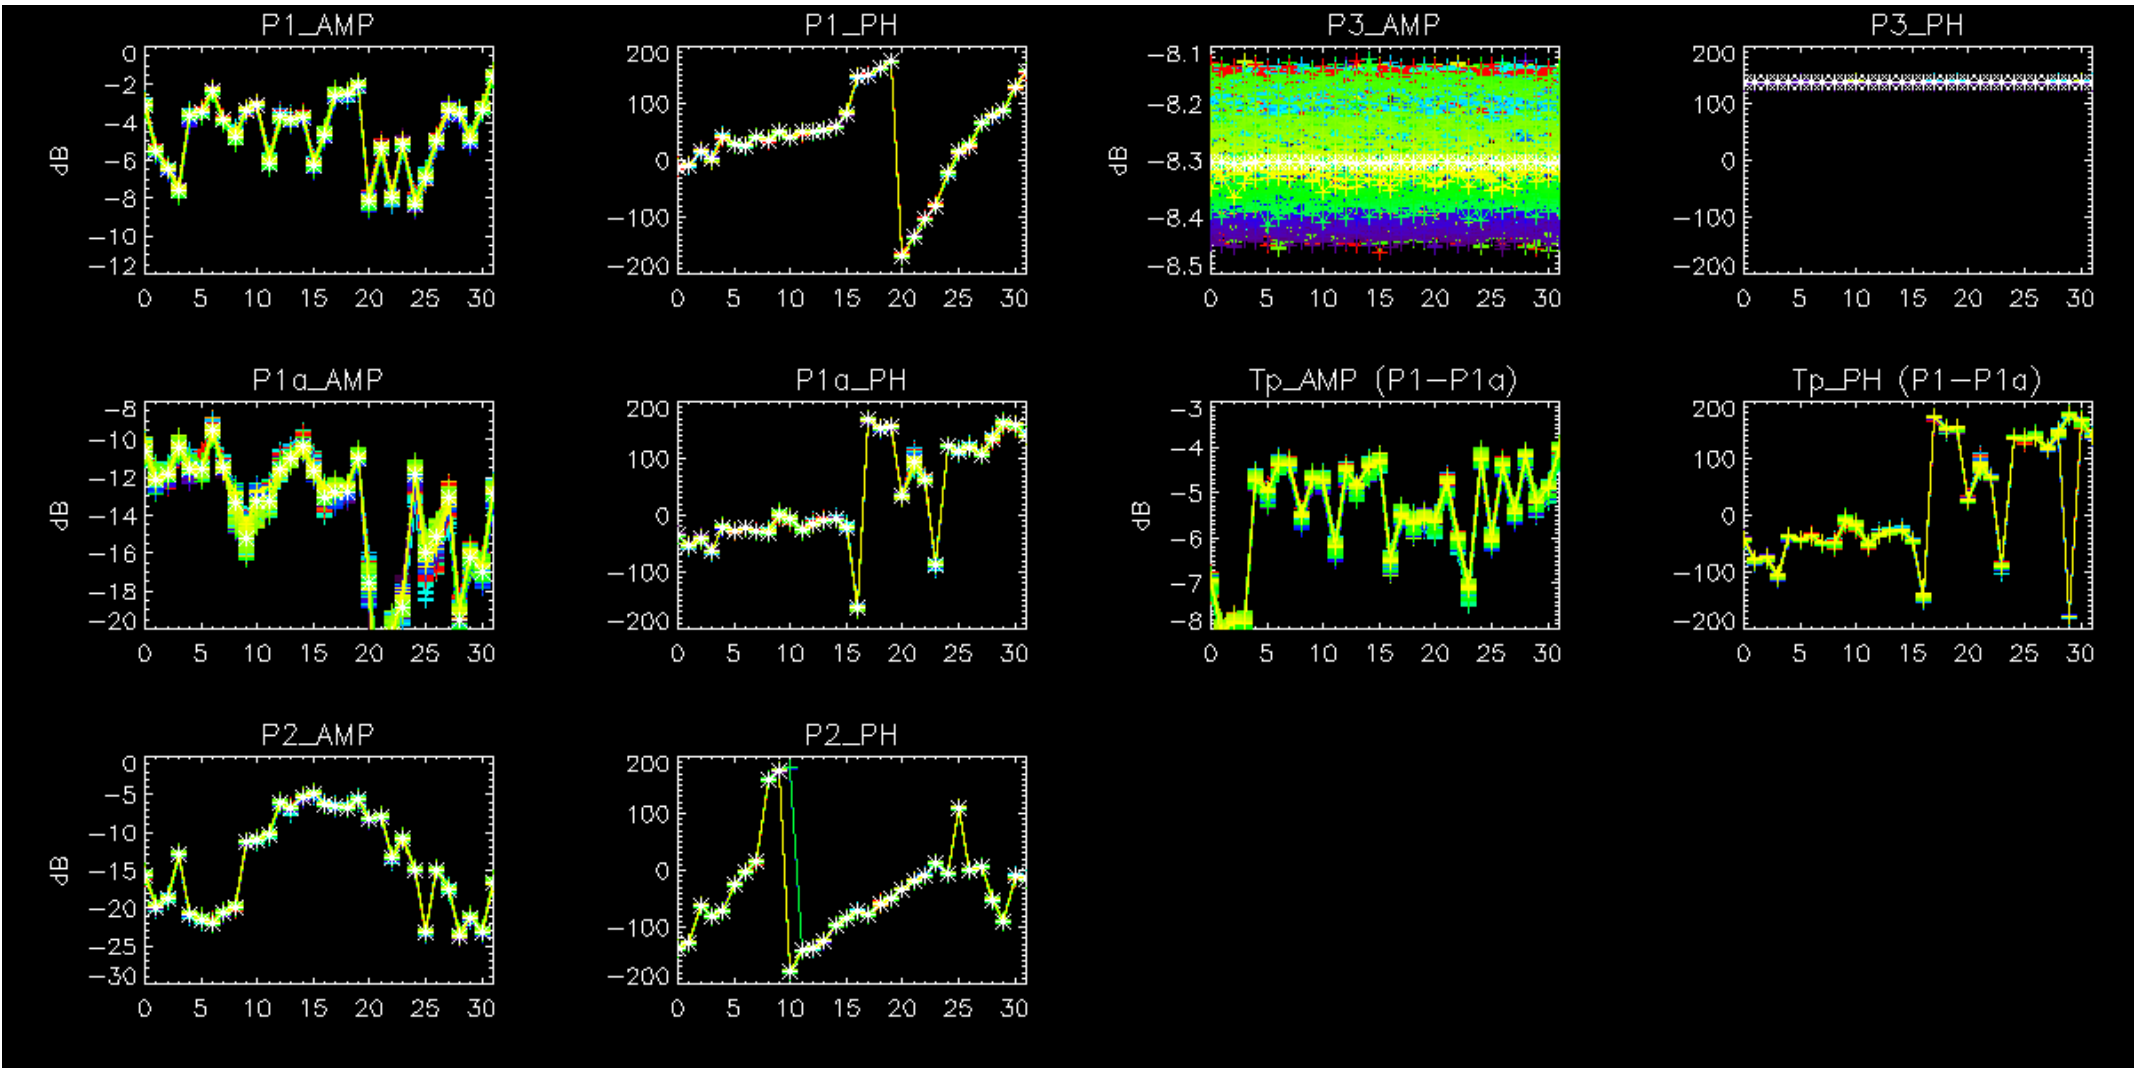 P1_AMP
dB
0
−2
−4
−6
−8
−10
−12
0 5 10 15 20 25 30
P1_PH
200
100
0
−100
−200
0 5 10 15 20 25 30
P3_AMP
dB
−8.1
−8.2
−8.3
−8.4
−8.5
0 5 10 15 20 25 30
P3_PH
200
100
0
−100
−200
0 5 10 15 20 25 30
P1a_AMP
dB
−8
−10
−12
−14
−16
−18
−20
0 5 10 15 20 25 30
P1a_PH
200
100
0
−100
−200
0 5 10 15 20 25 30
Tp_AMP (P1−P1a)
dB
−3
−4
−5
−6
−7
−8
0 5 10 15 20 25 30
Tp_PH (P1−P1a)
200
100
0
−100
−200
0 5 10 15 20 25 30
P2_AMP
dB
0
−5
−10
−15
−20
−25
−30
0 5 10 15 20 25 30
P2_PH
200
100
0
−100
−200
0 5 10 15 20 25 30